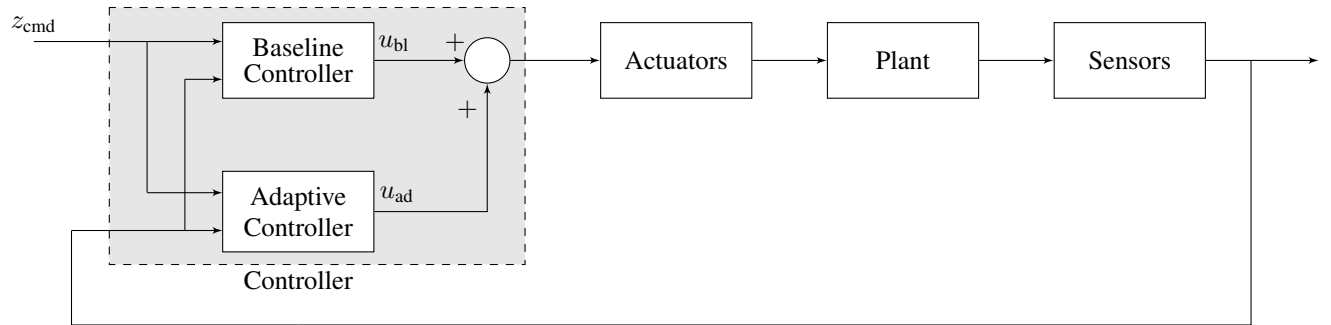 z_cmd
Baseline
Controller
u_bl
+
+
Actuators
Plant
Sensors
Adaptive
Controller
u_ad
Controller